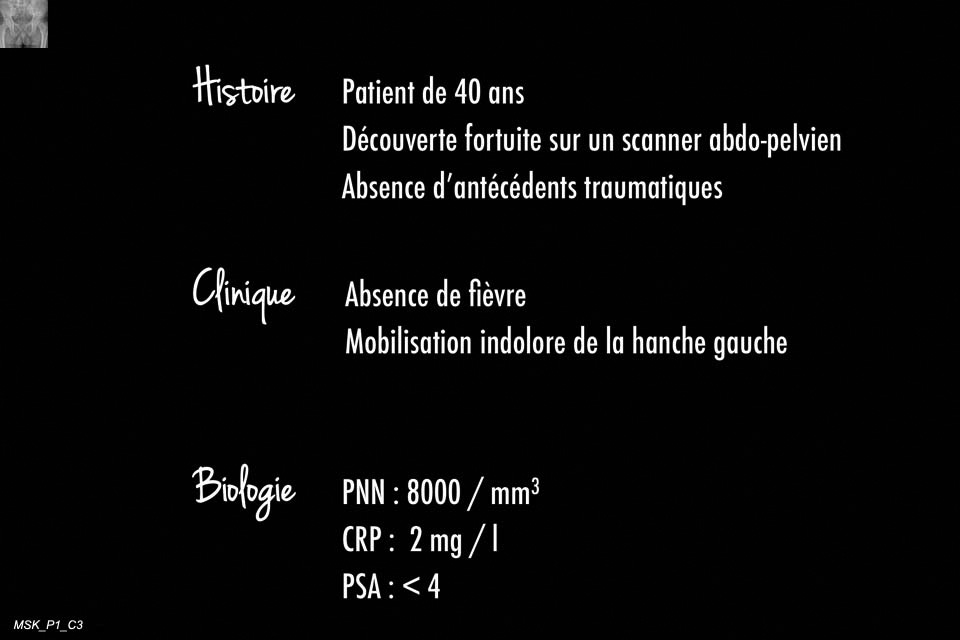 Histoire Patient de 40 ans
Découverte fortuite sur un scanner abdo-pelvien
Absence d’antécédents traumatiques
Clinique Absence de fièvre
Mobilisation indolore de la hanche gauche
Biologie PNN : 8000 / mm³
CRP : 2 mg / l
PSA : < 4
MSK_P1_C3